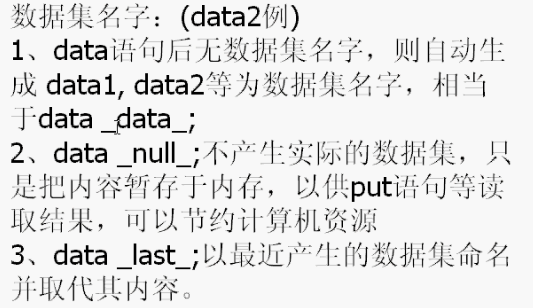 数据集名字：(data2例)
1、data语句后无数据集名字，则自动生
成 data1, data2等为数据集名字，相当
于data _data_;
2、data _null_;不产生实际的数据集，只
是把内容暂存于内存，以供put语句等读
取结果，可以节约计算机资源
3、data _last_;以最近产生的数据集命名
并取代其内容。